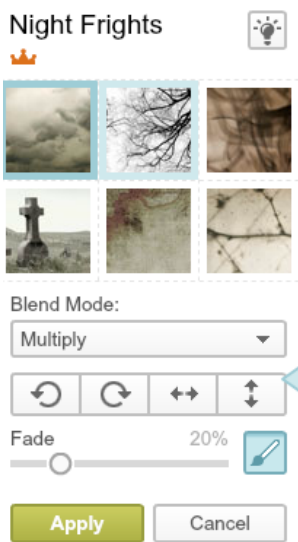 Night Frights
Blend Mode:
Multiply
Fade 20%
Apply Cancel